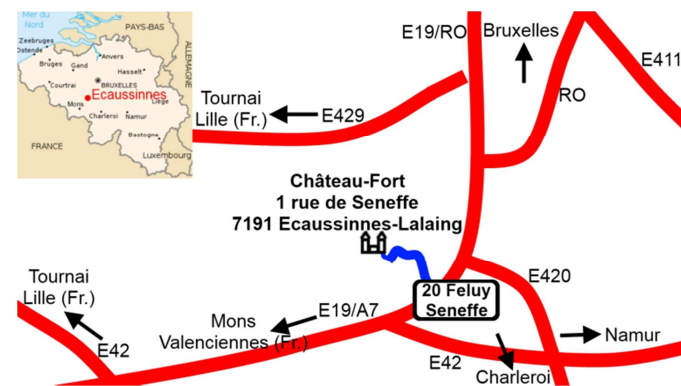 Mer du
Nord
PAYS-BAS
Zeebruges
Ostende
Bruges
Gand
Anvers
ALLEMAGNE
Hasselt
Courtrai
BRUXELLES
Ecaussinnes
Liège
Mons
Charleroi
Namur
Bastogne
FRANCE
Luxembourg
E19/RO
Bruxelles
E411
RO
Tournai
Lille (Fr.)
E429
Château-Fort
1 rue de Seneffe
7191 Ecaussinnes-Lalaing
Tournai
Lille (Fr.)
E42
Mons
Valenciennes (Fr.)
E19/A7
20 Feluy
Seneffe
E420
Namur
E42
Charleroi